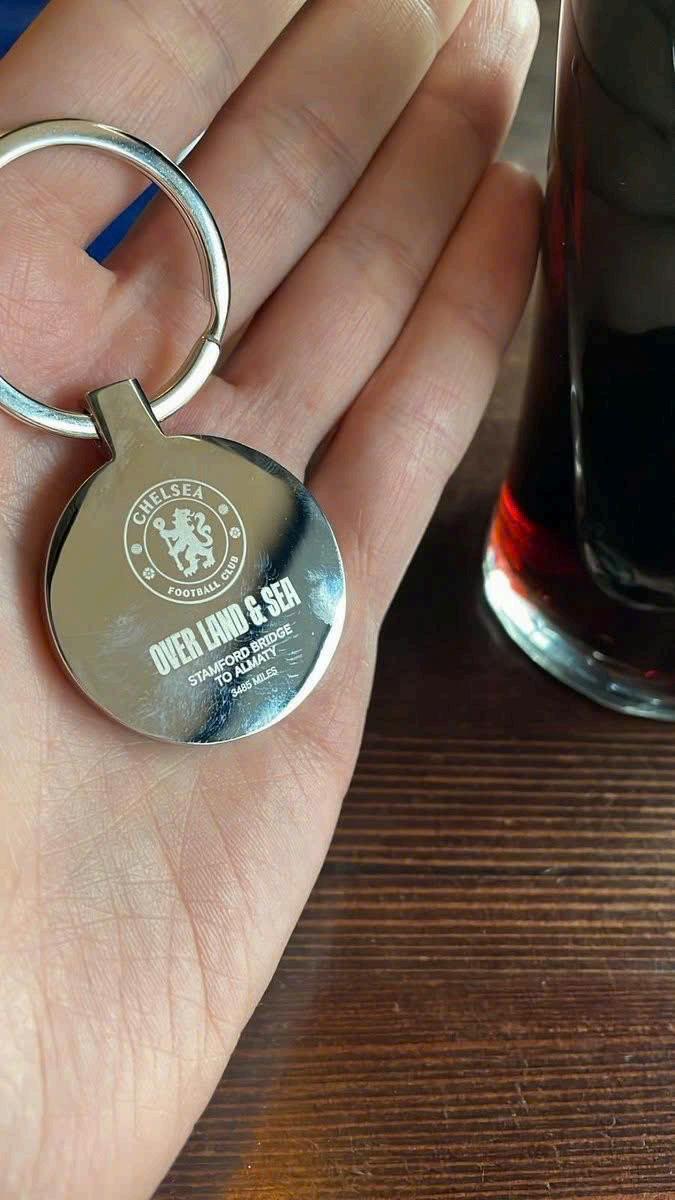 CHELSEA
FOOTBALL CLUB
OVER LAND & SEA
STAMFORD BRIDGE
TO ALMATY
3485 MILES